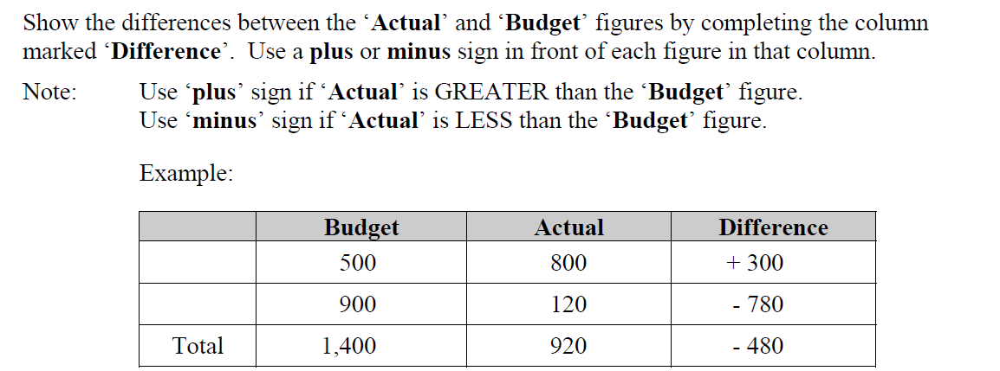 Show the differences between the ‘Actual’ and ‘Budget’ figures by completing the column
marked ‘Difference’. Use a plus or minus sign in front of each figure in that column.
Note: Use ‘plus’ sign if ‘Actual’ is GREATER than the ‘Budget’ figure.
Use ‘minus’ sign if ‘Actual’ is LESS than the ‘Budget’ figure.
Example:
Budget Actual Difference
500 800 + 300
900 120 - 780
Total 1,400 920 - 480